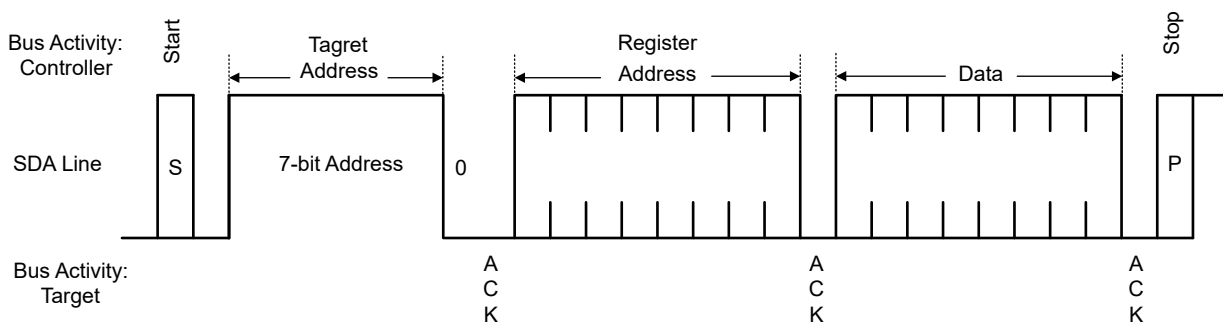 Bus Activity:
Controller
Start
Tagret
Address
Register
Address
Data
Stop
SDA Line
S
7-bit Address
0
P
Bus Activity:
Target
A
C
K
A
C
K
A
C
K